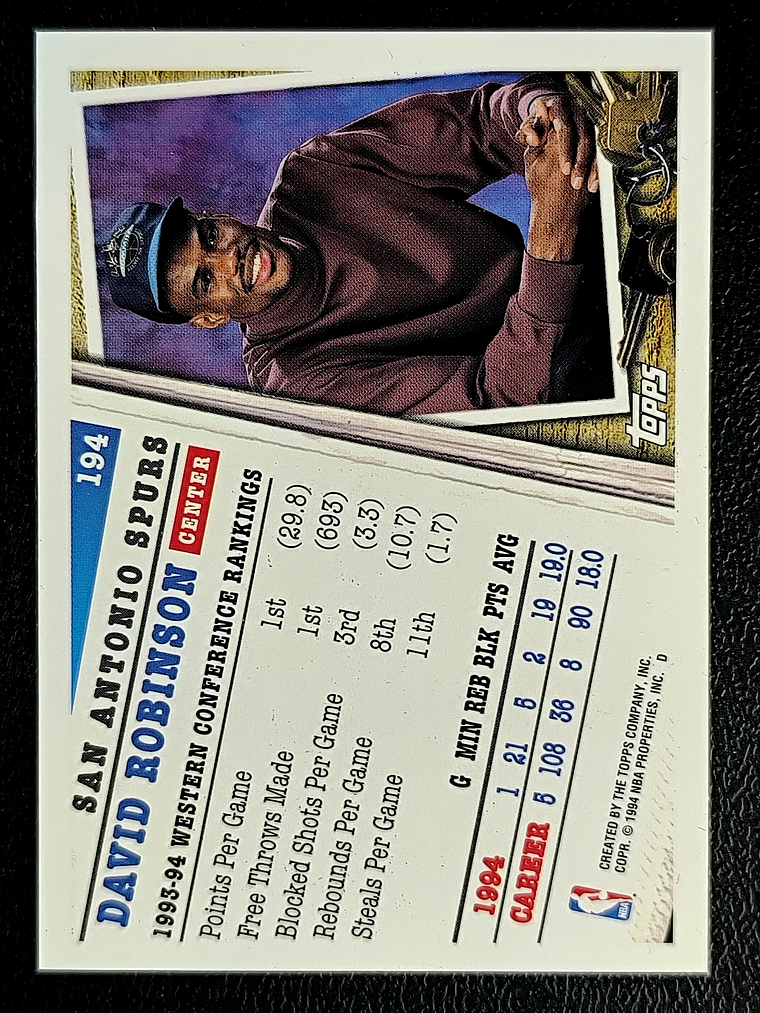 194
SAN ANTONIO SPURS
DAVID ROBINSON CENTER
1993-94 WESTERN CONFERENCE RANKINGS
Points Per Game 1st (29.8)
Free Throws Made 1st (693)
Blocked Shots Per Game 3rd (3.3)
Rebounds Per Game 8th (10.7)
Steals Per Game 11th (1.7)
G MIN REB BLK PTS AVG
1994 1 21 5 2 19 19.0
CAREER 5 108 36 8 90 18.0
CREATED BY THE TOPPS COMPANY, INC.
COPR. © 1994 NBA PROPERTIES, INC. D
NBA
TOPPS